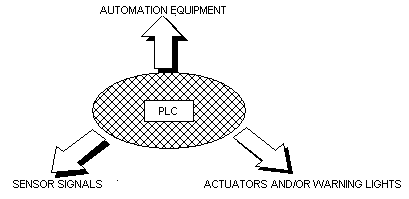 AUTOMATION EQUIPMENT
PLC
SENSOR SIGNALS
ACTUATORS AND/OR WARNING LIGHTS